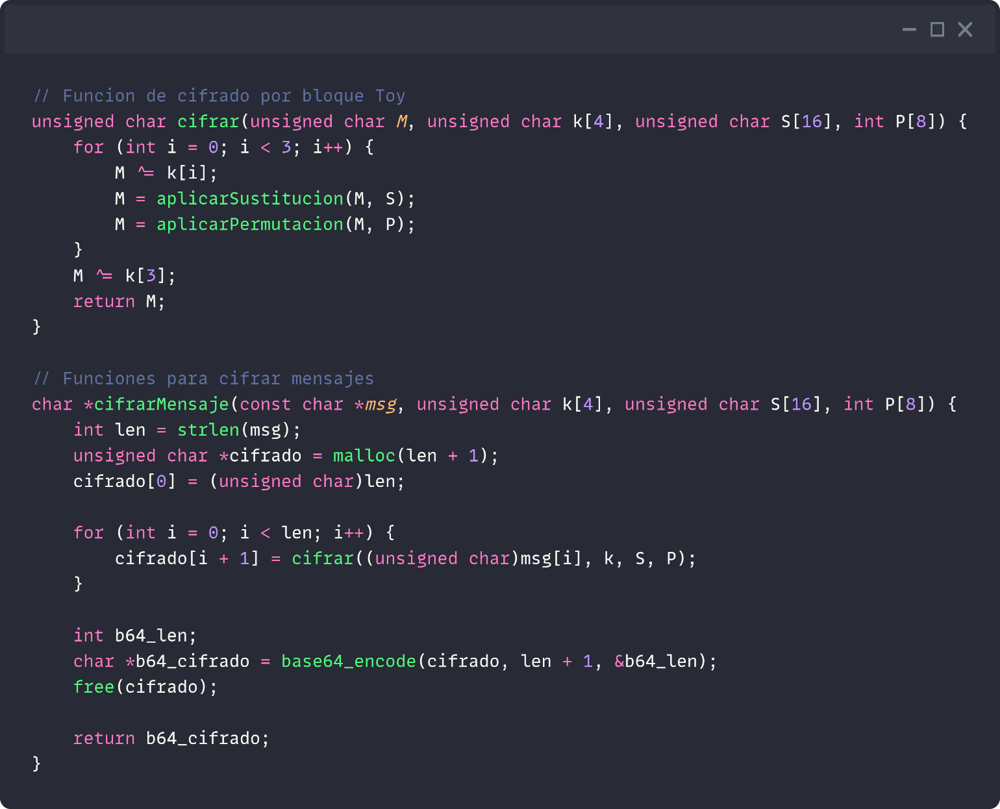 // Funcion de cifrado por bloque Toy
unsigned char cifrar(unsigned char M, unsigned char k[4], unsigned char S[16], int P[8]) {
    for (int i = 0; i < 3; i++) {
        M ^= k[i];
        M = aplicarSustitucion(M, S);
        M = aplicarPermutacion(M, P);
    }
    M ^= k[3];
    return M;
}

// Funciones para cifrar mensajes
char *cifrarMensaje(const char *msg, unsigned char k[4], unsigned char S[16], int P[8]) {
    int len = strlen(msg);
    unsigned char *cifrado = malloc(len + 1);
    cifrado[0] = (unsigned char)len;

    for (int i = 0; i < len; i++) {
        cifrado[i + 1] = cifrar((unsigned char)msg[i], k, S, P);
    }

    int b64_len;
    char *b64_cifrado = base64_encode(cifrado, len + 1, &b64_len);
    free(cifrado);

    return b64_cifrado;
}